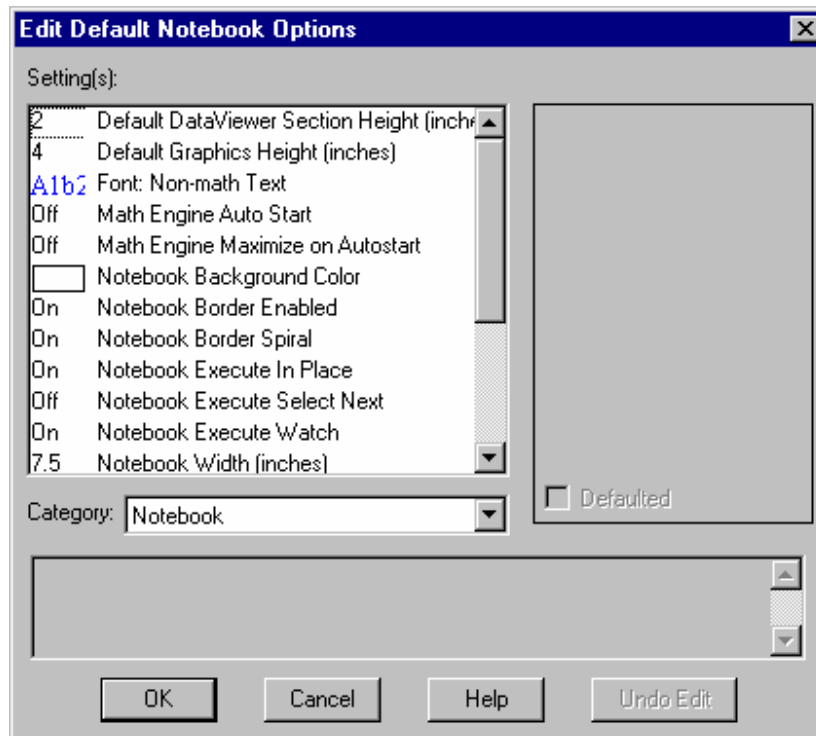 Edit Default Notebook Options
Setting(s):
2 Default DataViewer Section Height (inche
4 Default Graphics Height (inches)
A1b2 Font: Non-math Text
Off Math Engine Auto Start
Off Math Engine Maximize on Autostart
Notebook Background Color
On Notebook Border Enabled
On Notebook Border Spiral
On Notebook Execute In Place
Off Notebook Execute Select Next
On Notebook Execute Watch
7.5 Notebook Width (inches)
Defaulted
Category: Notebook
OK Cancel Help Undo Edit